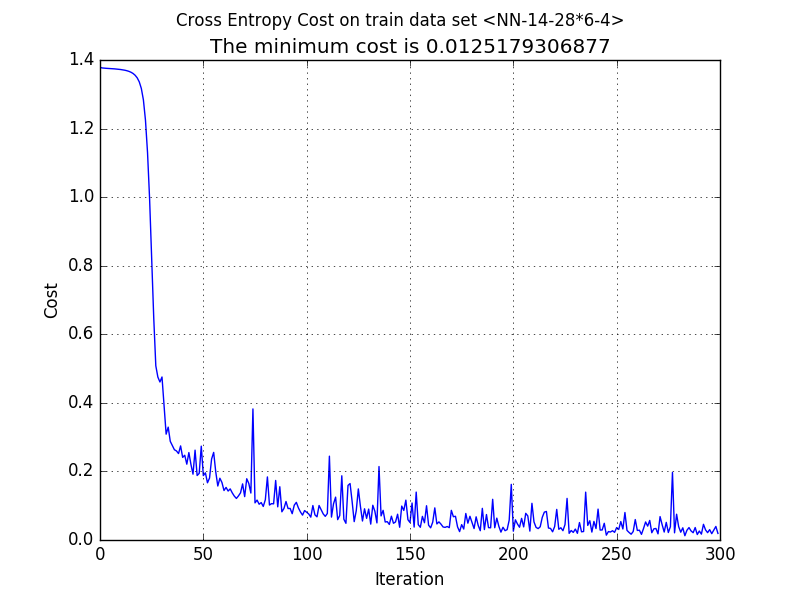 Cross Entropy Cost on train data set <NN-14-28*6-4>
The minimum cost is 0.0125179306877
1.4
1.2
1.0
0.8
0.6
0.4
0.2
0.0
Cost
0 50 100 150 200 250 300
Iteration